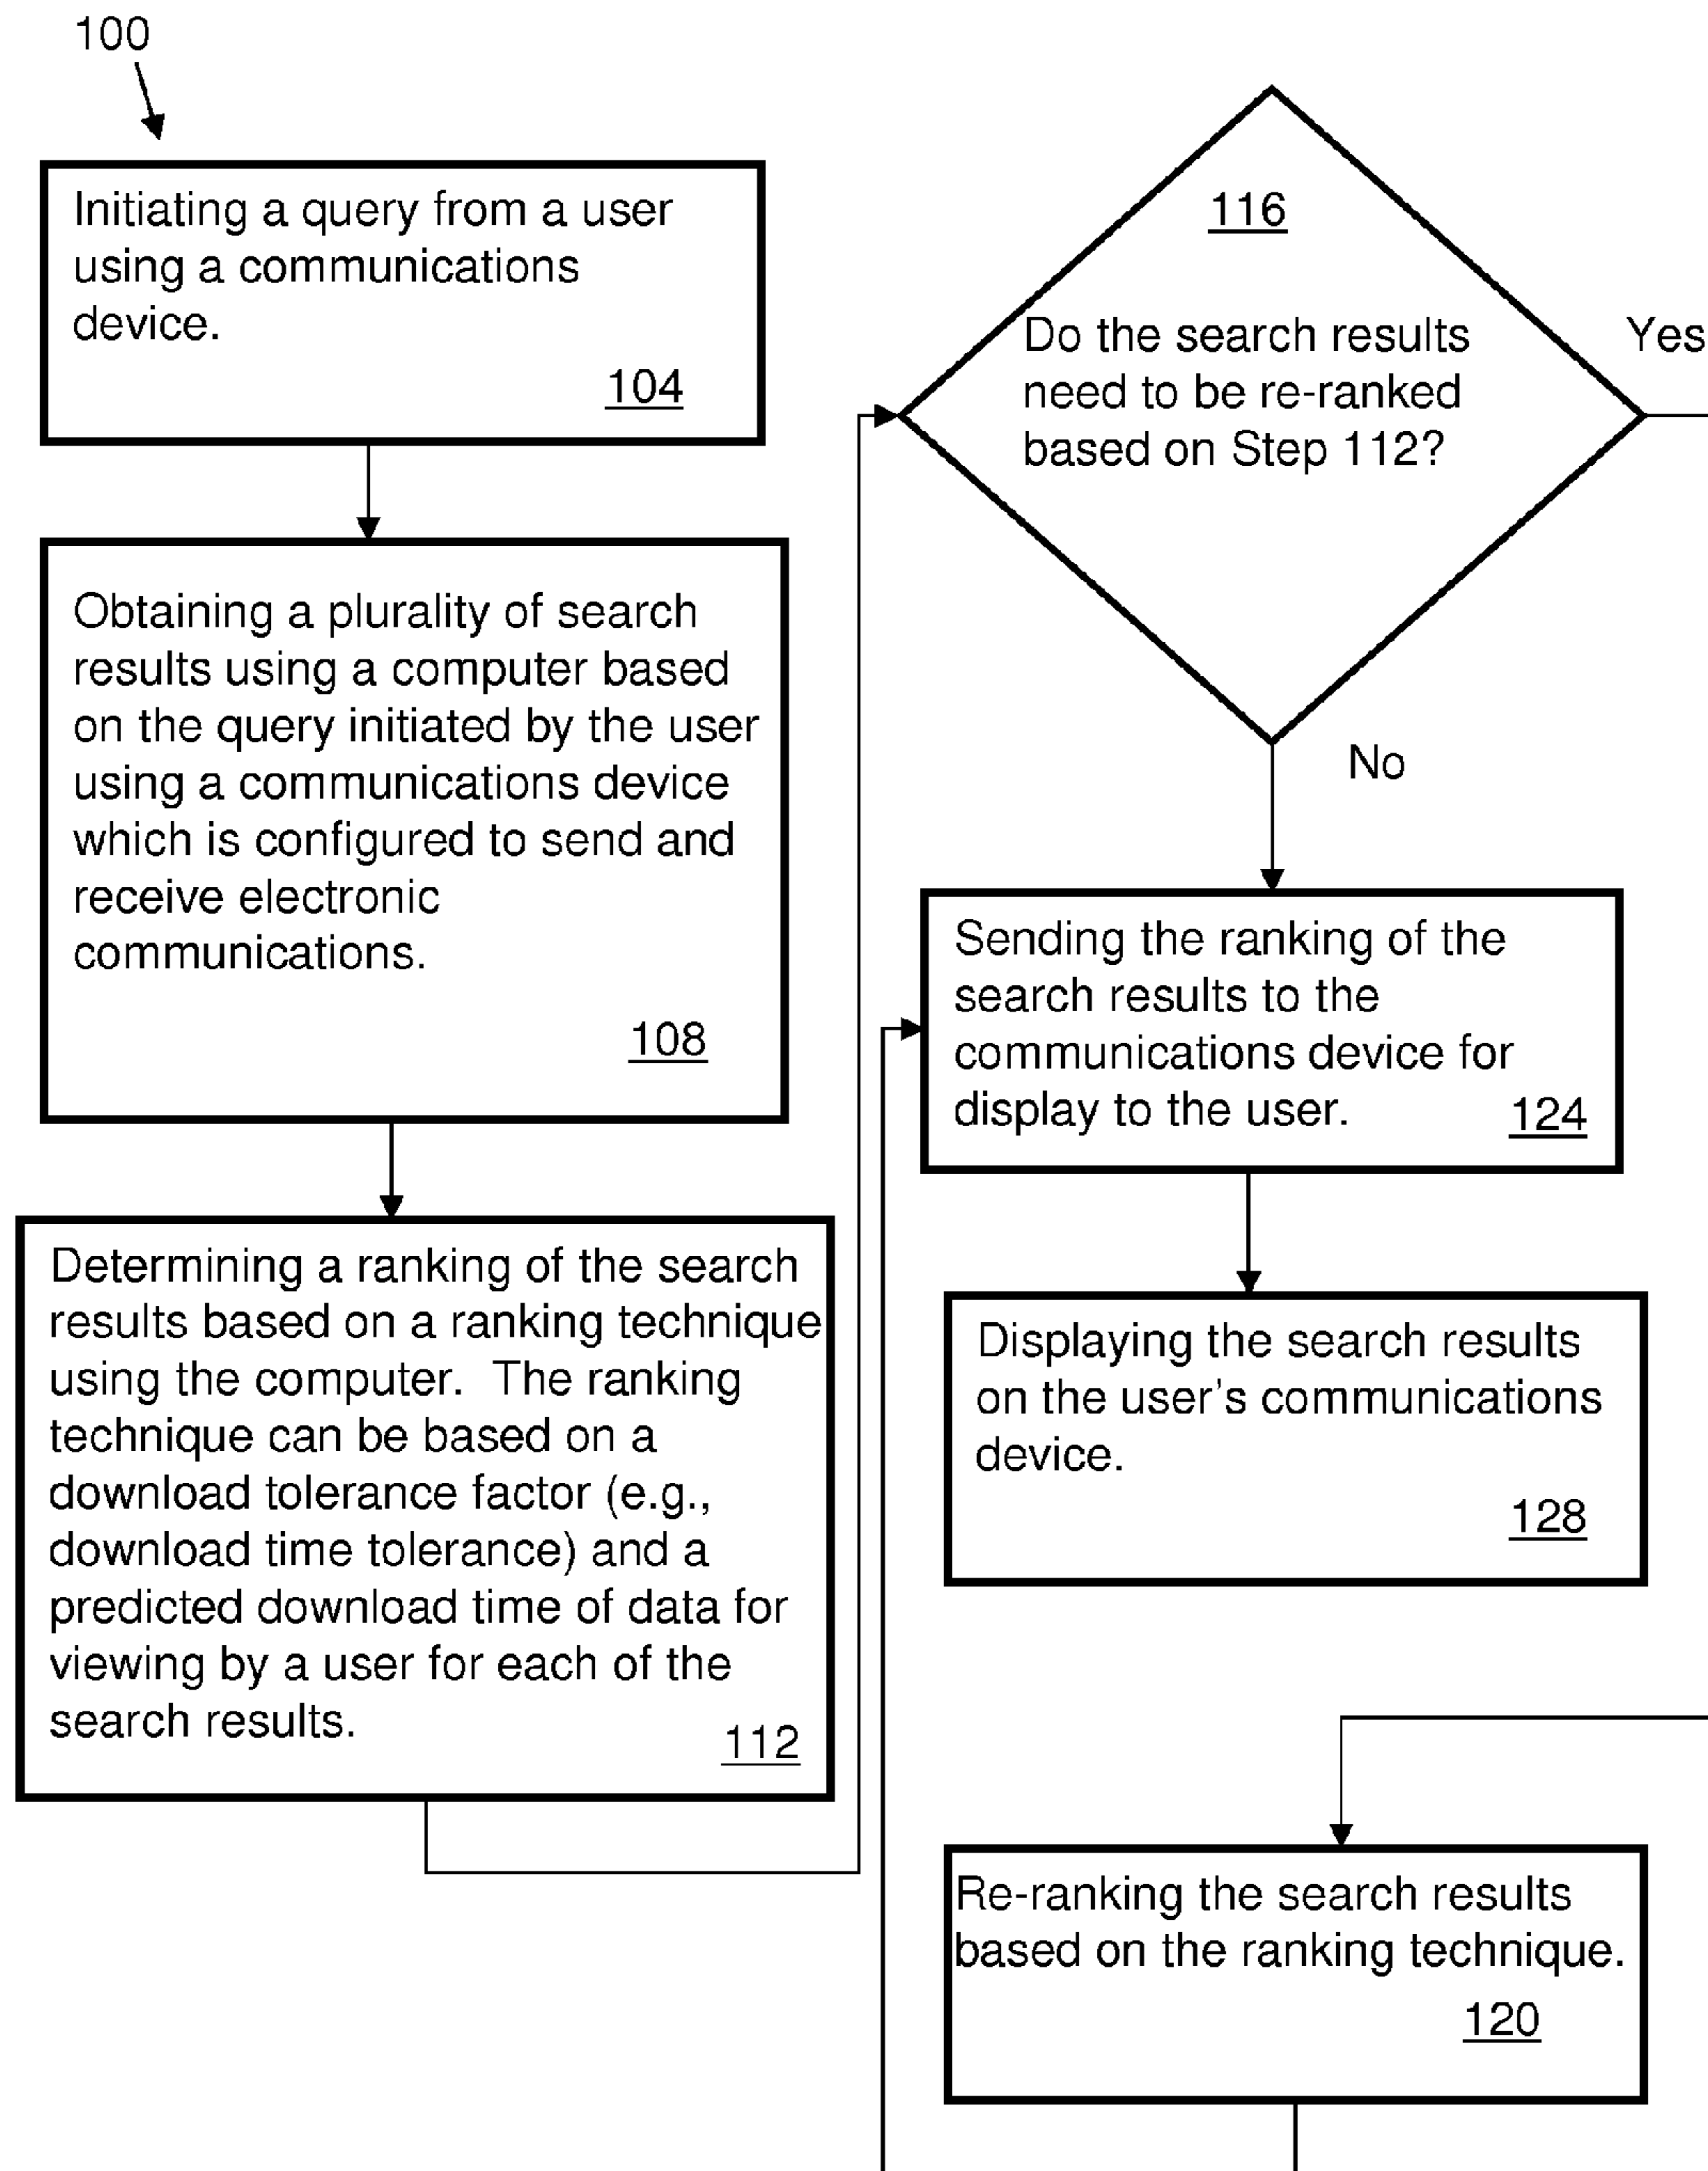 100
Initiating a query from a user
using a communications
device.
104
Obtaining a plurality of search
results using a computer based
on the query initiated by the user
using a communications device
which is configured to send and
receive electronic
communications.
108
Determining a ranking of the search
results based on a ranking technique
using the computer.  The ranking
technique can be based on a
download tolerance factor (e.g.,
download time tolerance) and a
predicted download time of data for
viewing by a user for each of the
search results.
112
116
Do the search results
need to be re-ranked
based on Step 112?
Yes
No
Sending the ranking of the
search results to the
communications device for
display to the user.
124
Displaying the search results
on the user's communications
device.
128
Re-ranking the search results
based on the ranking technique.
120